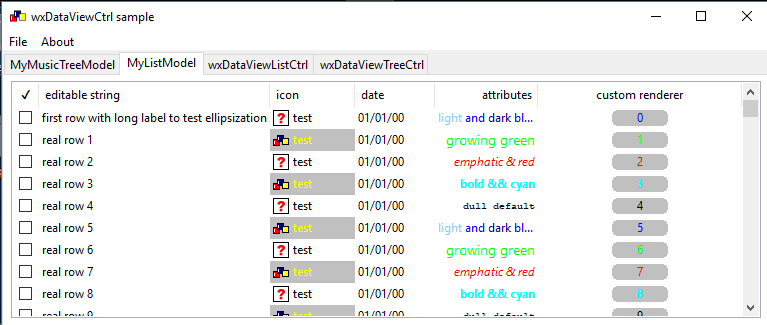 wxDataViewCtrl sample
File About
MyMusicTreeModel MyListModel wxDataViewListCtrl wxDataViewTreeCtrl
✓ editable string icon date attributes custom renderer
first row with long label to test ellipsization ? test 01/01/00 light and dark bl... 0
real row 1 test 01/01/00 growing green 1
real row 2 ? test 01/01/00 emphatic & red 2
real row 3 test 01/01/00 bold && cyan 3
real row 4 ? test 01/01/00 dull default 4
real row 5 test 01/01/00 light and dark bl... 5
real row 6 ? test 01/01/00 growing green 6
real row 7 test 01/01/00 emphatic & red 7
real row 8 ? test 01/01/00 bold && cyan 8
real row 9 test 01/01/00 dull default 9